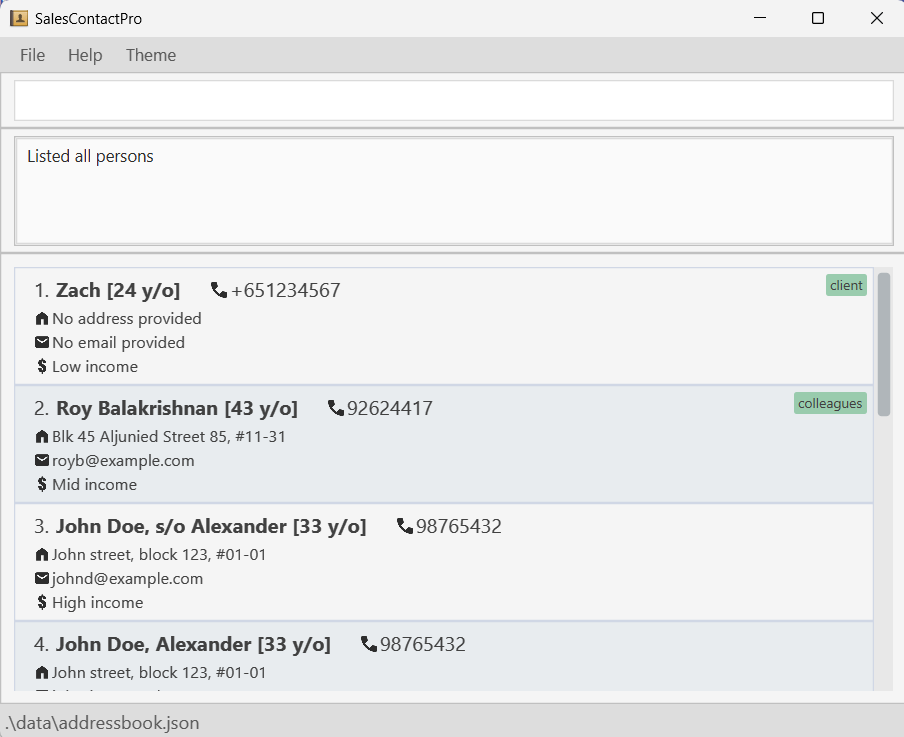 SalesContactPro
File Help Theme
Listed all persons
1. Zach [24 y/o] +651234567 client
No address provided
No email provided
$ Low income
2. Roy Balakrishnan [43 y/o] 92624417 colleagues
Blk 45 Aljunied Street 85, #11-31
royb@example.com
$ Mid income
3. John Doe, s/o Alexander [33 y/o] 98765432
John street, block 123, #01-01
johnd@example.com
$ High income
4. John Doe, Alexander [33 y/o] 98765432
John street, block 123, #01-01
.\data\addressbook.json